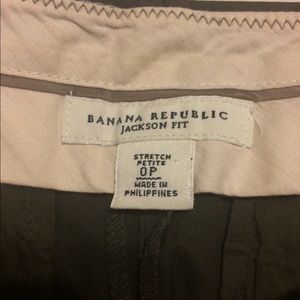 BANANA REPUBLIC
JACKSON FIT
STRETCH
PETITE
0P
MADE IN
PHILIPPINES